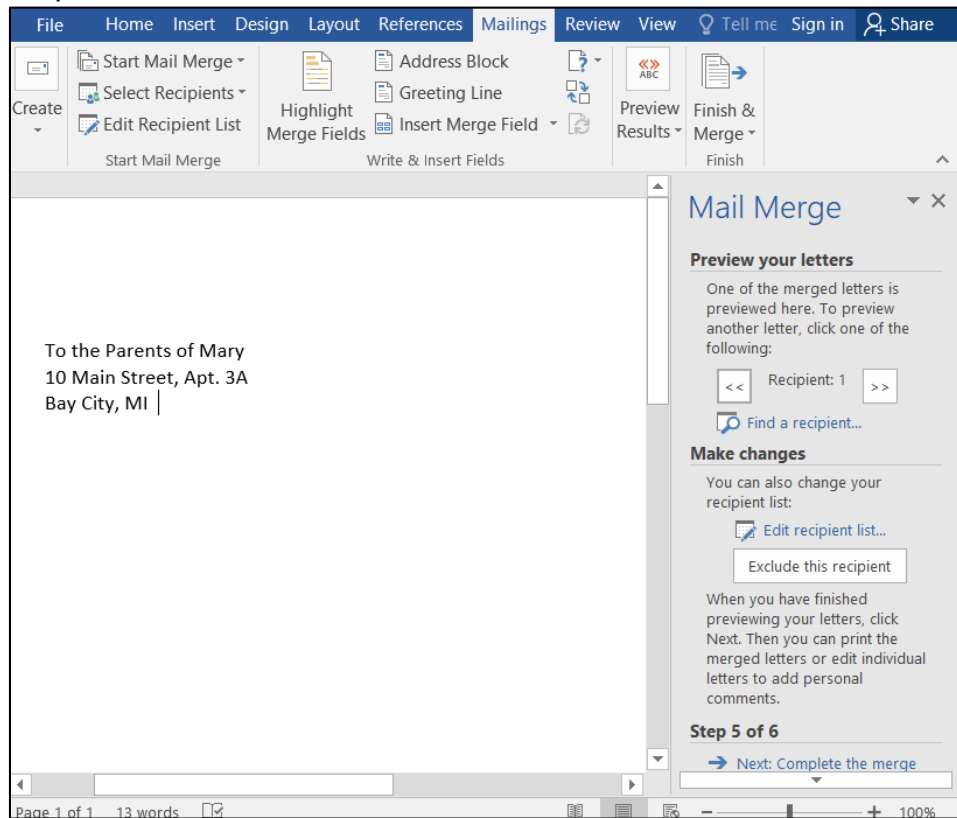 File Home Insert Design Layout References Mailings Review View Tell me Sign in Share
Start Mail Merge
Select Recipients
Edit Recipient List
Create
Start Mail Merge
Highlight
Merge Fields
Address Block
Greeting Line
Insert Merge Field
Write & Insert Fields
ABC
Preview
Results
Finish &
Merge
Finish
To the Parents of Mary
10 Main Street, Apt. 3A
Bay City, MI
Mail Merge
Preview your letters
One of the merged letters is
previewed here. To preview
another letter, click one of the
following:
<< Recipient: 1 >>
Find a recipient...
Make changes
You can also change your
recipient list:
Edit recipient list...
Exclude this recipient
When you have finished
previewing your letters, click
Next. Then you can print the
merged letters or edit individual
letters to add personal
comments.
Step 5 of 6
Next: Complete the merge
Page 1 of 1 13 words 100%